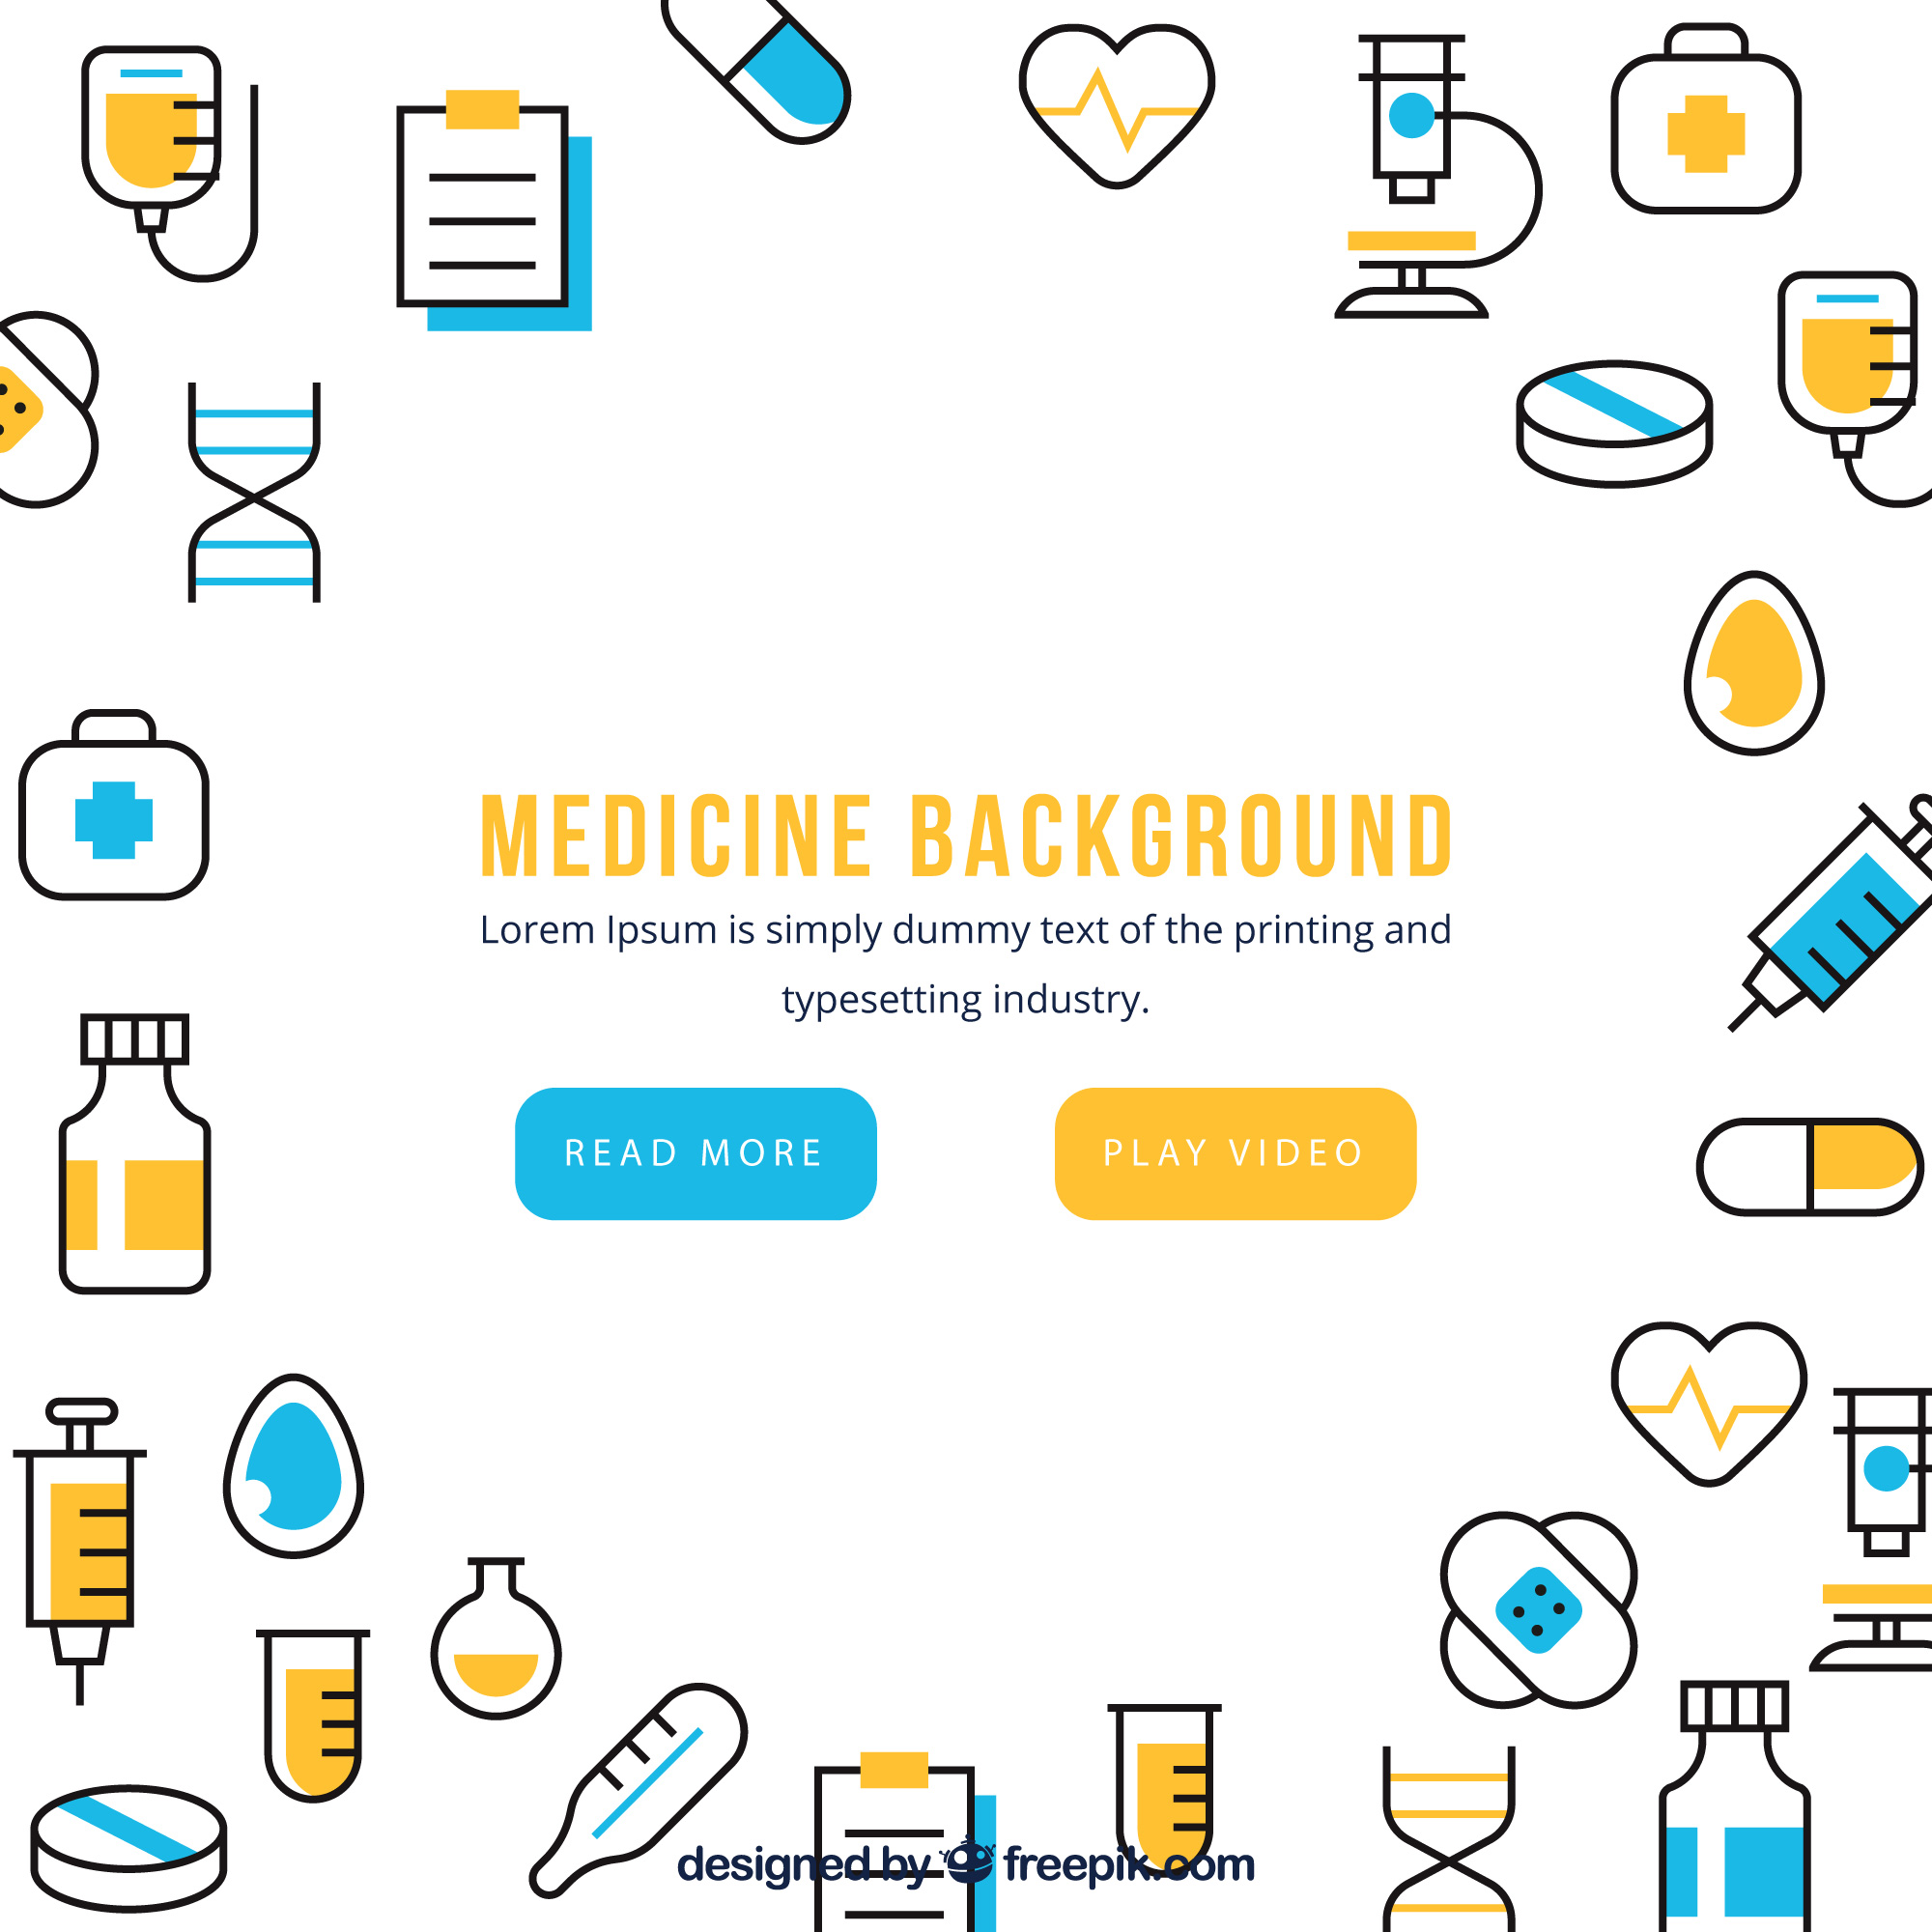 MEDICINE BACKGROUND
Lorem Ipsum is simply dummy text of the printing and
typesetting industry.
READ MORE
PLAY VIDEO
designed by freepik.com